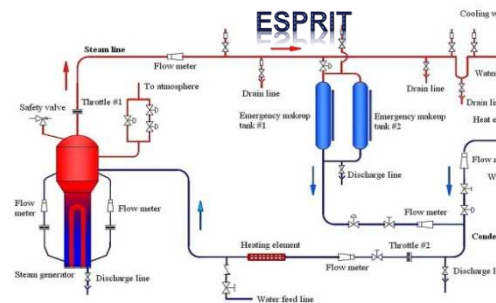 ESPRIT
Cooling w
Steam line
Flow meter
To atmosphere
Drain line
Drain line
Water
Drain li
Safety valve
Throttle #1
Emergency makeup
tank #1
Emergency makeup
tank #2
Heat e
Flow m
W
Discharge line
Flow
meter
Flow meter
Flow meter
Conde
Heating element
Throttle #2
Steam generator
Discharge line
Flow meter
Discharge l
Water feed line